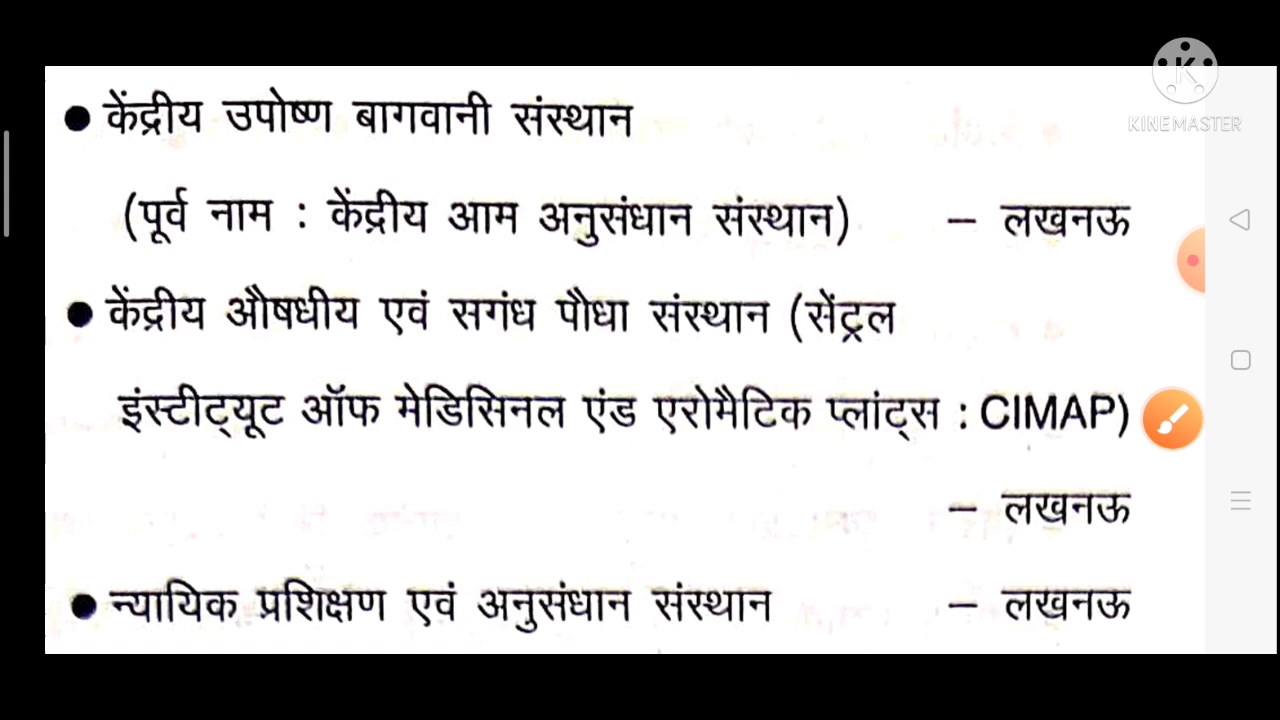 ● केंद्रीय उपोष्ण बागवानी संस्थान
(पूर्व नाम : केंद्रीय आम अनुसंधान संस्थान) – लखनऊ
● केंद्रीय औषधीय एवं सगंध पौधा संस्थान (सेंट्रल
इंस्टीट्यूट ऑफ मेडिसिनल एंड एरोमैटिक प्लांट्स : CIMAP)
– लखनऊ
● न्यायिक प्रशिक्षण एवं अनुसंधान संस्थान – लखनऊ
K
KINEMASTER